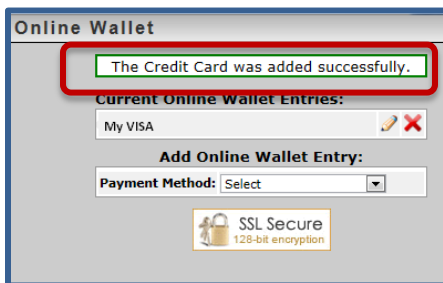 Online Wallet
The Credit Card was added successfully.
Current Online Wallet Entries:
My VISA
Add Online Wallet Entry:
Payment Method: Select
SSL Secure
128-bit encryption